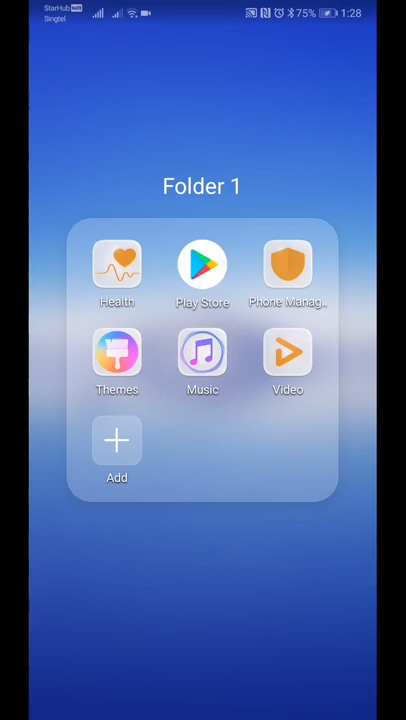 StarHub
Singtel
75% 1:28
Folder 1
Health
Play Store
Phone Manag..
Themes
Music
Video
Add